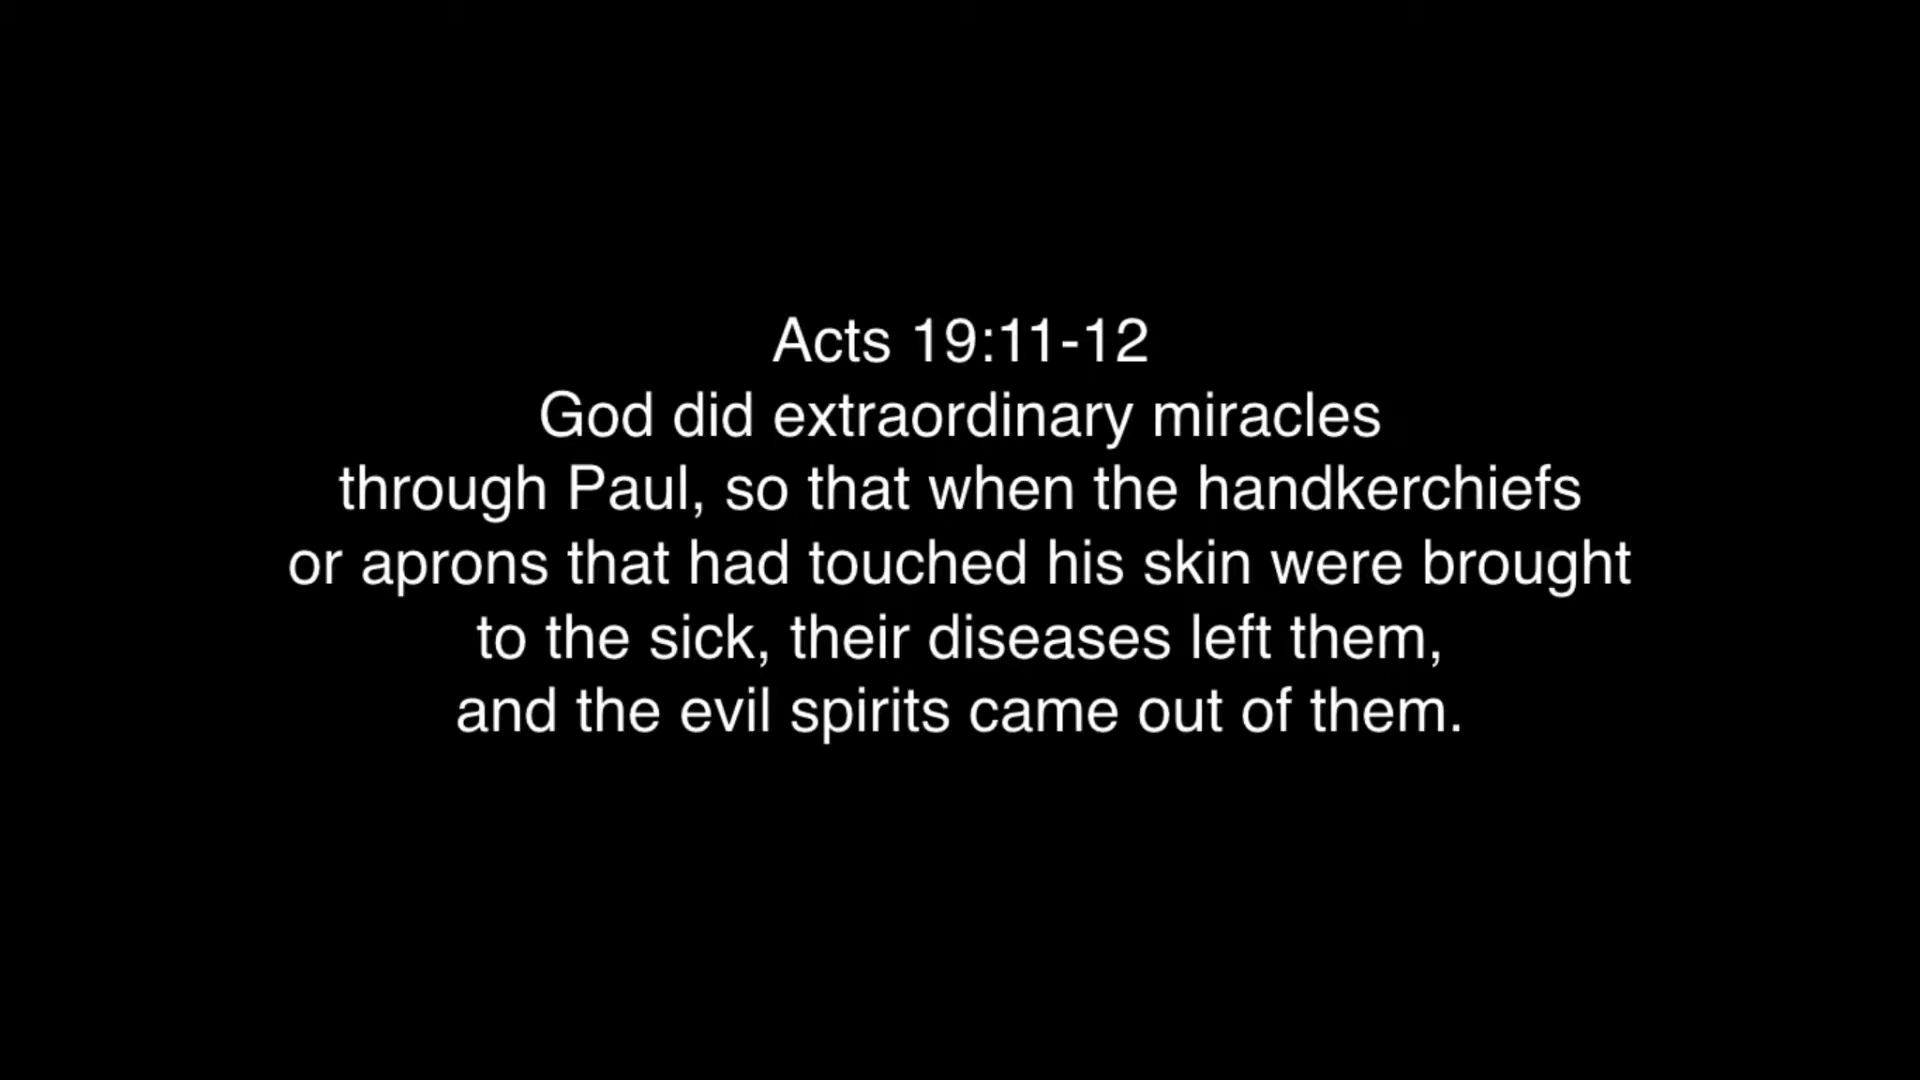 Acts 19:11-12
God did extraordinary miracles
through Paul, so that when the handkerchiefs
or aprons that had touched his skin were brought
to the sick, their diseases left them,
and the evil spirits came out of them.